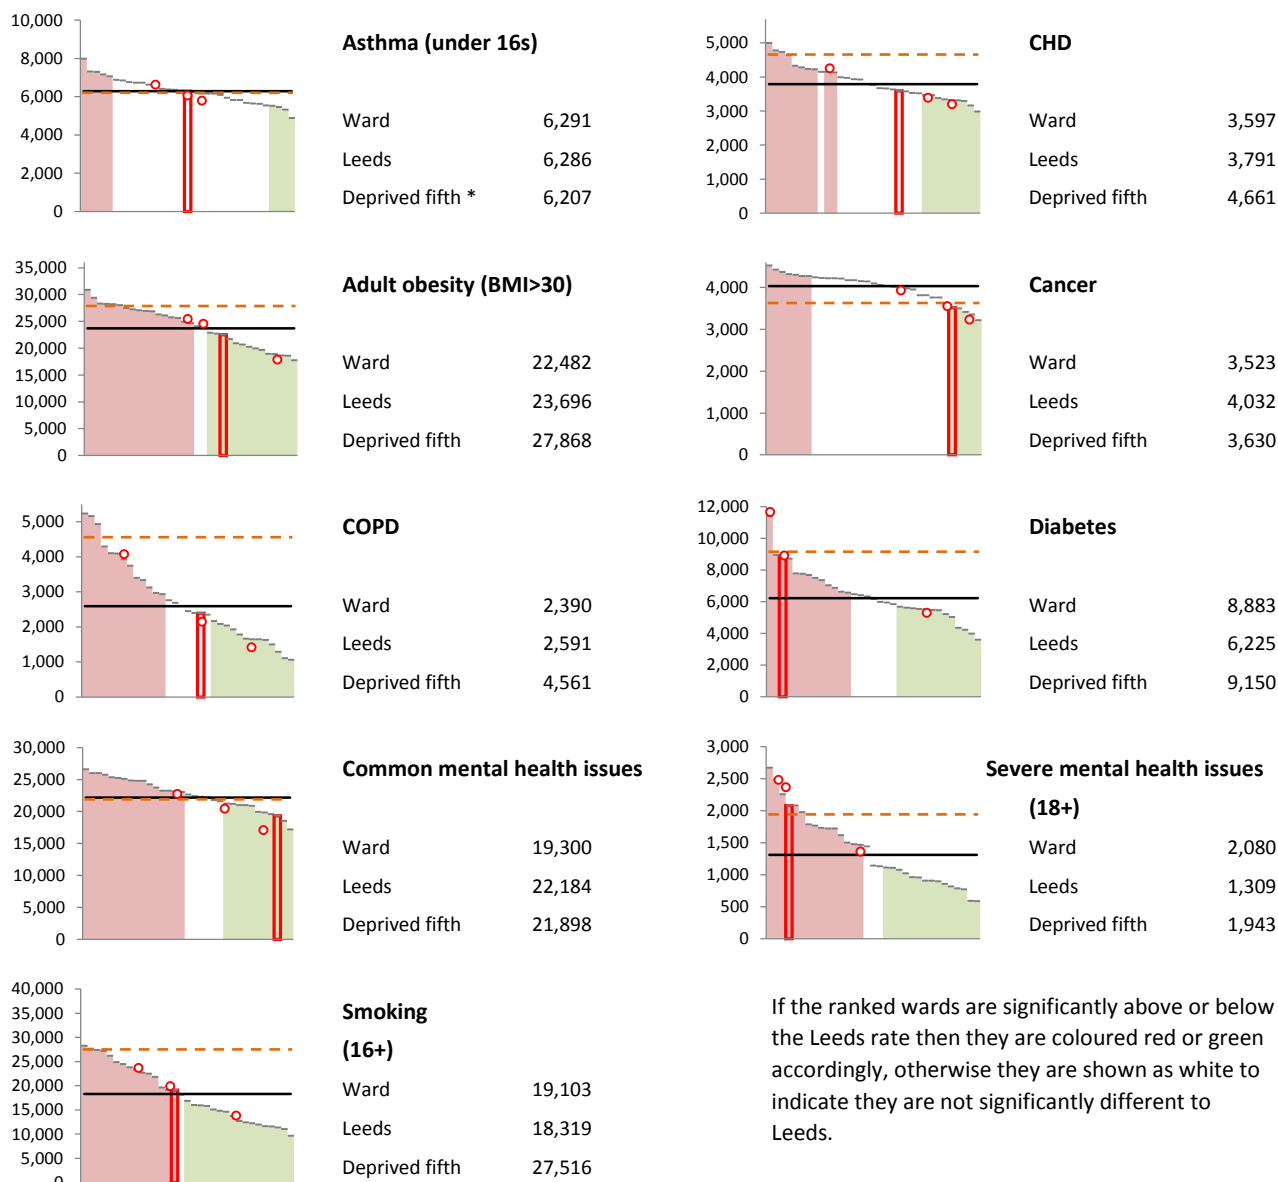 Asthma (under 16s)
10,000
8,000
6,000
4,000
2,000
0
Ward 6,291
Leeds 6,286
Deprived fifth * 6,207
CHD
5,000
4,000
3,000
2,000
1,000
0
Ward 3,597
Leeds 3,791
Deprived fifth 4,661
Adult obesity (BMI>30)
35,000
30,000
25,000
20,000
15,000
10,000
5,000
0
Ward 22,482
Leeds 23,696
Deprived fifth 27,868
Cancer
4,000
3,000
2,000
1,000
0
Ward 3,523
Leeds 4,032
Deprived fifth 3,630
COPD
5,000
4,000
3,000
2,000
1,000
0
Ward 2,390
Leeds 2,591
Deprived fifth 4,561
Diabetes
12,000
10,000
8,000
6,000
4,000
2,000
0
Ward 8,883
Leeds 6,225
Deprived fifth 9,150
Common mental health issues
30,000
25,000
20,000
15,000
10,000
5,000
0
Ward 19,300
Leeds 22,184
Deprived fifth 21,898
Severe mental health issues
(18+)
3,000
2,500
2,000
1,500
1,000
500
0
Ward 2,080
Leeds 1,309
Deprived fifth 1,943
Smoking
(16+)
40,000
35,000
30,000
25,000
20,000
15,000
10,000
5,000
0
Ward 19,103
Leeds 18,319
Deprived fifth 27,516
If the ranked wards are significantly above or below
the Leeds rate then they are coloured red or green
accordingly, otherwise they are shown as white to
indicate they are not significantly different to
Leeds.